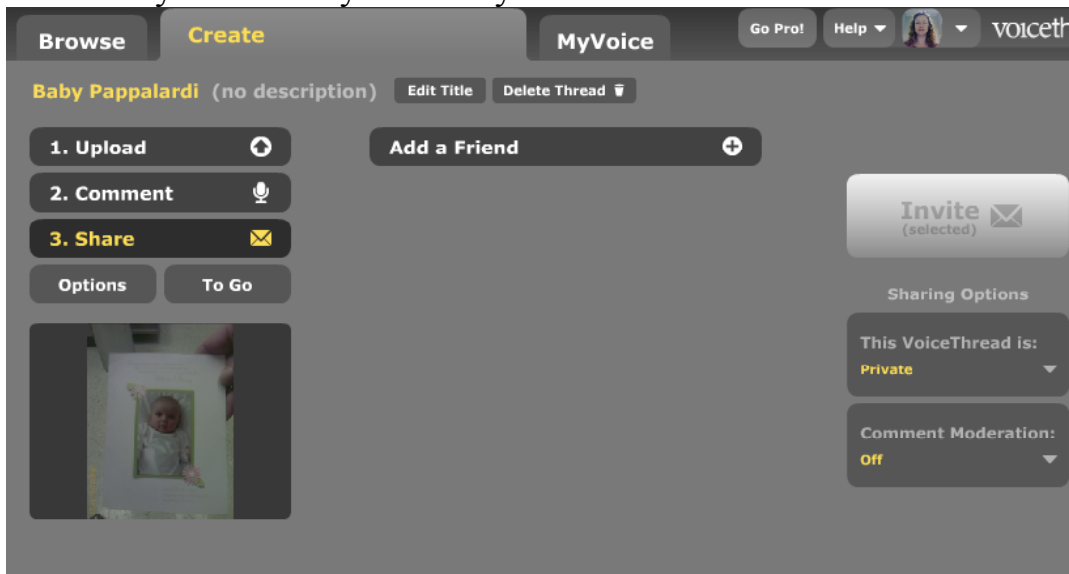 Browse
Create
MyVoice
Go Pro!
Help
voiceth
Baby Pappalardi (no description)
Edit Title
Delete Thread
1. Upload
Add a Friend
2. Comment
3. Share
Options
To Go
Invite
(selected)
Sharing Options
This VoiceThread is:
Private
Comment Moderation:
Off